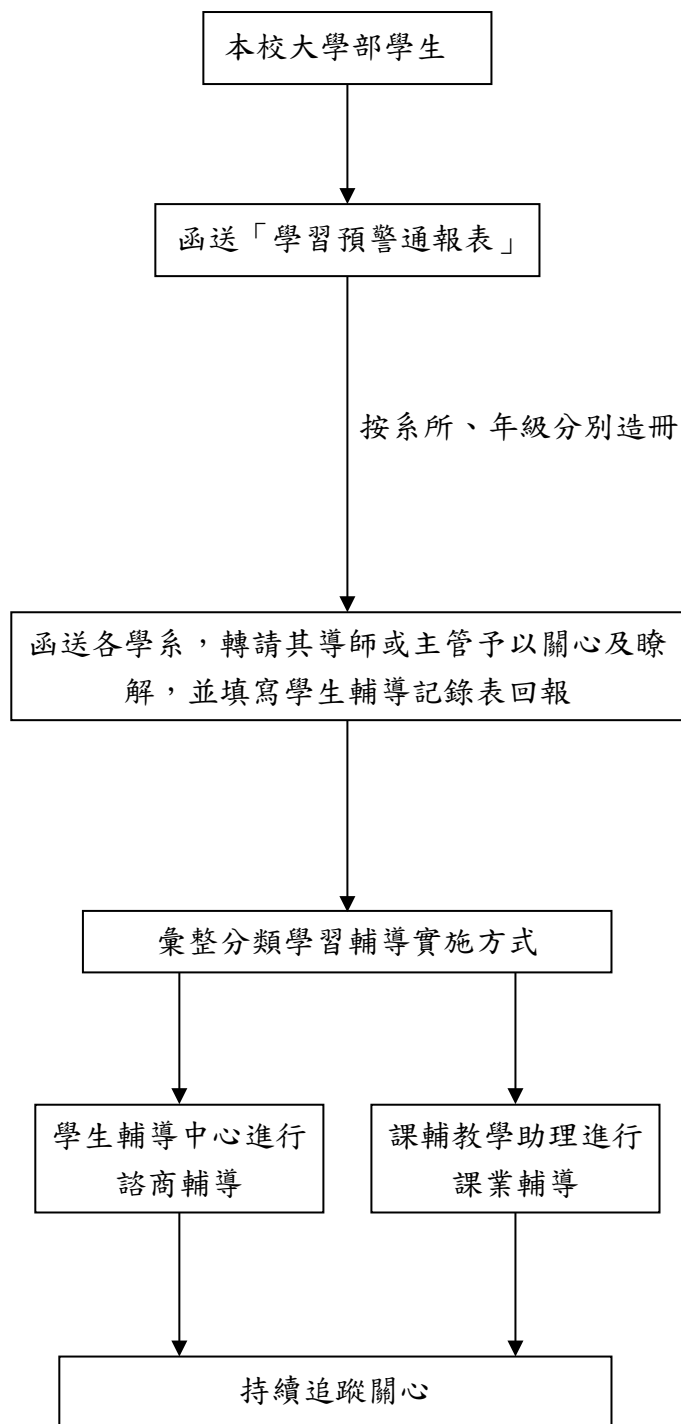 本校大學部學生
函送「學習預警通報表」
按系所、年級分別造冊
函送各學系，轉請其導師或主管予以關心及瞭
解，並填寫學生輔導記錄表回報
彙整分類學習輔導實施方式
學生輔導中心進行
諮商輔導
課輔教學助理進行
課業輔導
持續追蹤關心